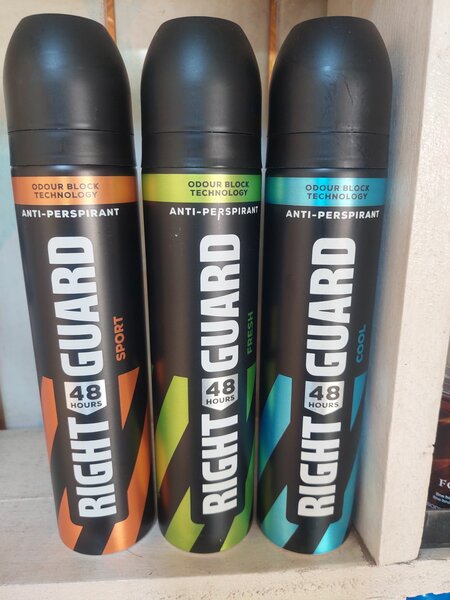 ODOUR BLOCK
TECHNOLOGY
ANTI-PERSPIRANT
RIGHT GUARD
48
HOURS
SPORT
ODOUR BLOCK
TECHNOLOGY
ANTI-PERSPIRANT
RIGHT GUARD
48
HOURS
FRESH
ODOUR BLOCK
TECHNOLOGY
ANTI-PERSPIRANT
RIGHT GUARD
48
HOURS
COOL